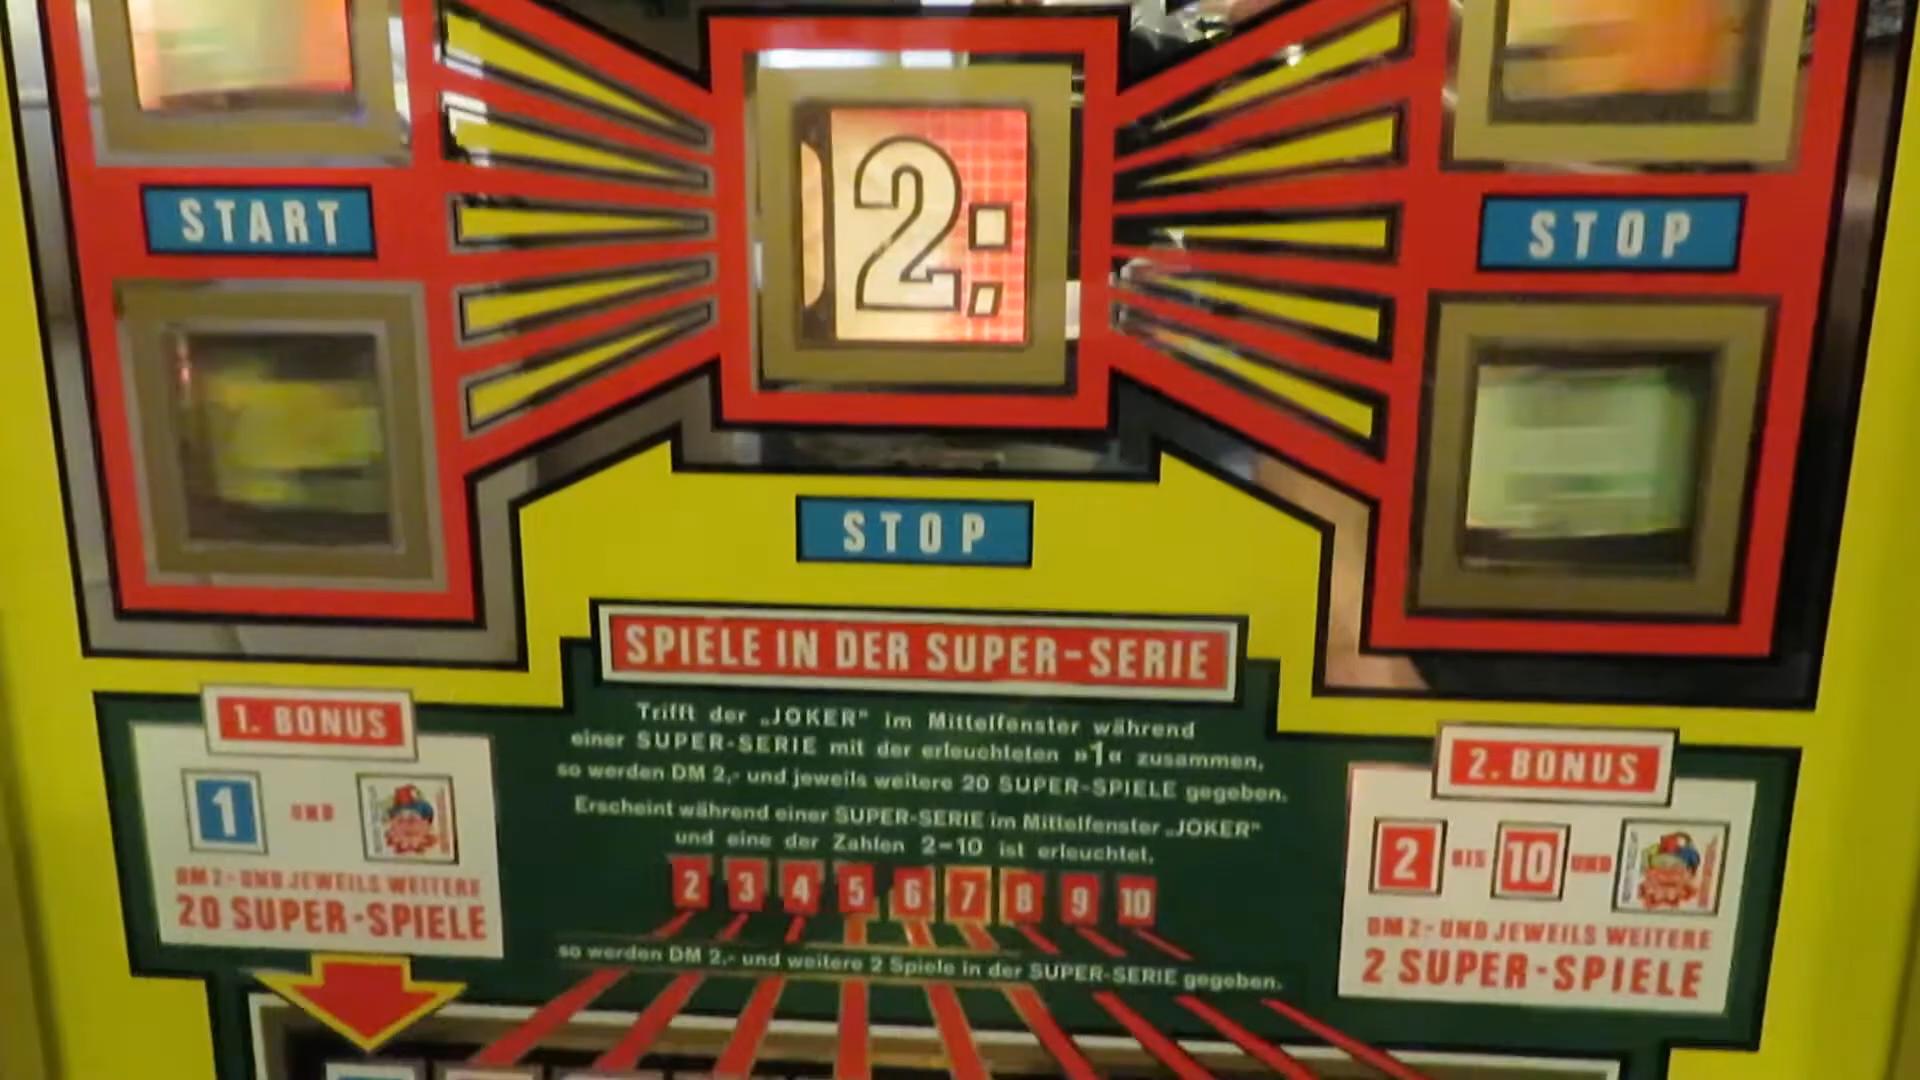 START
2:
STOP
STOP
SPIELE IN DER SUPER-SERIE
Trifft der „JOKER" im Mittelfenster während
einer SUPER-SERIE mit der erleuchteten »1« zusammen,
so werden DM 2,- und jeweils weitere 20 SUPER-SPIELE gegeben.
Erscheint während einer SUPER-SERIE im Mittelfenster „JOKER"
und eine der Zahlen 2-10 ist erleuchtet,
2 3 4 5 6 7 8 9 10
so werden DM 2,- und weitere 2 Spiele in der SUPER-SERIE gegeben.
1. BONUS
1 UND
DM 2- UND JEWEILS WEITERE
20 SUPER-SPIELE
2. BONUS
2 BIS 10 UND
DM 2- UND JEWEILS WEITERE
2 SUPER-SPIELE